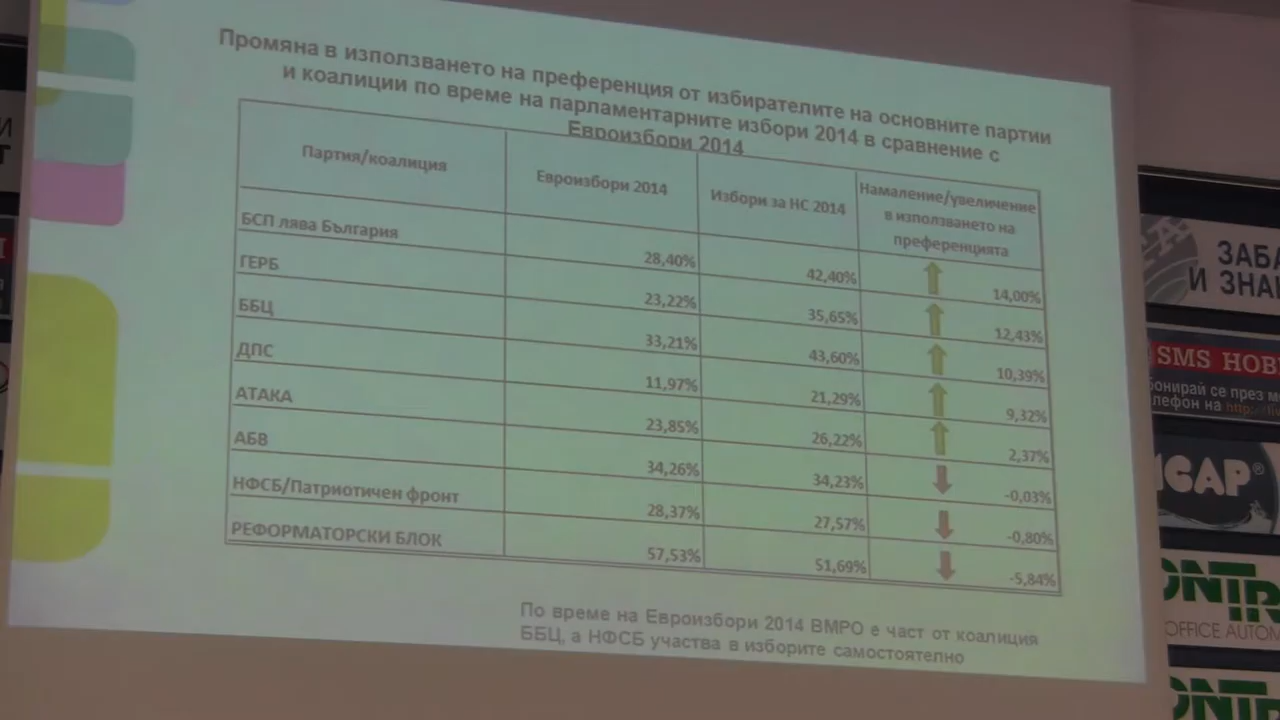 Промяна в използването на преференция от избирателите на основните партии
и коалиции по време на парламентарните избори 2014 в сравнение с
Евроизбори 2014
Партия/коалиция Евроизбори 2014 Избори за НС 2014 Намаление/увеличение
в използването на
преференцията
БСП лява България 28,40% 42,40% 14,00%
ГЕРБ 23,22% 35,65% 12,43%
ББЦ 33,21% 43,60% 10,39%
ДПС 11,97% 21,29% 9,32%
АТАКА 23,85% 26,22% 2,37%
АБВ 34,26% 34,23% -0,03%
НФСБ/Патриотичен фронт 28,37% 27,57% -0,80%
РЕФОРМАТОРСКИ БЛОК 57,53% 51,69% -5,84%
По време на Евроизбори 2014 ВМРО е част от коалиция
ББЦ, а НФСБ участва в изборите самостоятелно
И ЗНА
SMS НОВ
OFFICE AUTOM